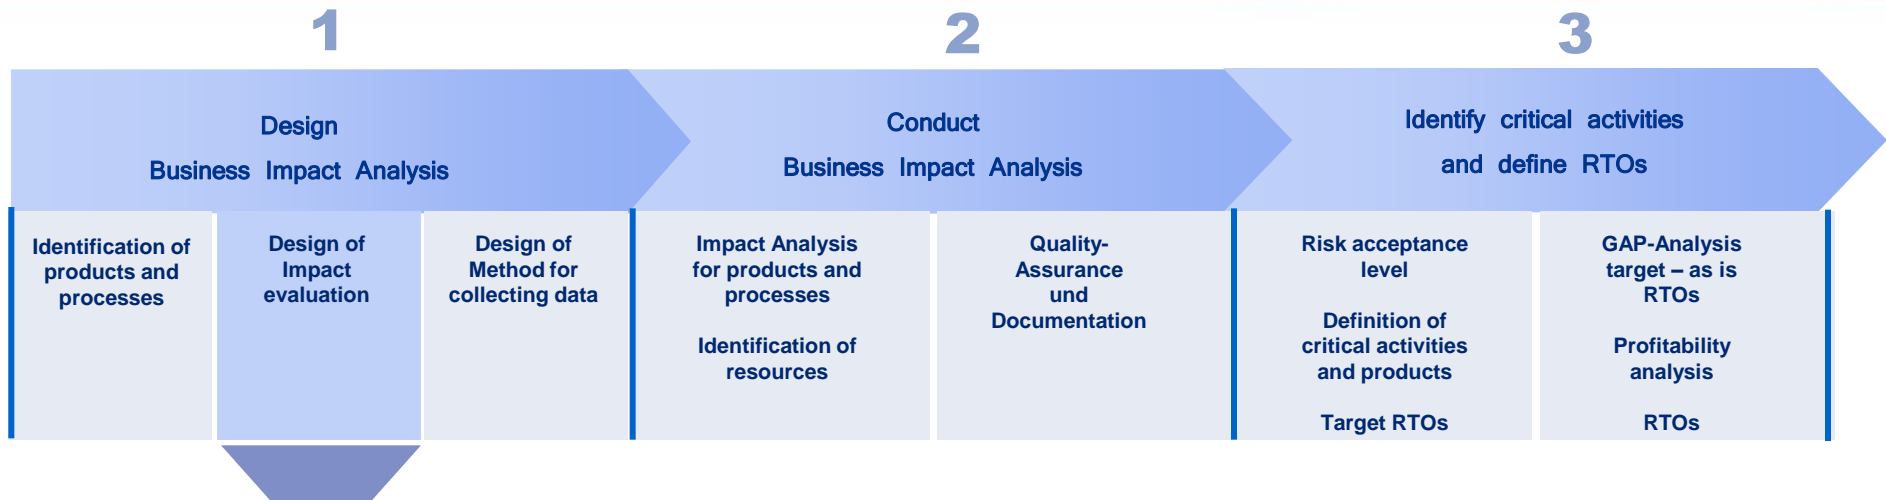 1
2
3
Design
Business Impact Analysis
Conduct
Business Impact Analysis
Identify critical activities
and define RTOs
Identification of
products and
processes
Design of
Impact
evaluation
Design of
Method for
collecting data
Impact Analysis
for products and
processes
Identification of
resources
Quality-
Assurance
und
Documentation
Risk acceptance
level
Definition of
critical activities
and products
Target RTOs
GAP-Analysis
target – as is
RTOs
Profitability
analysis
RTOs